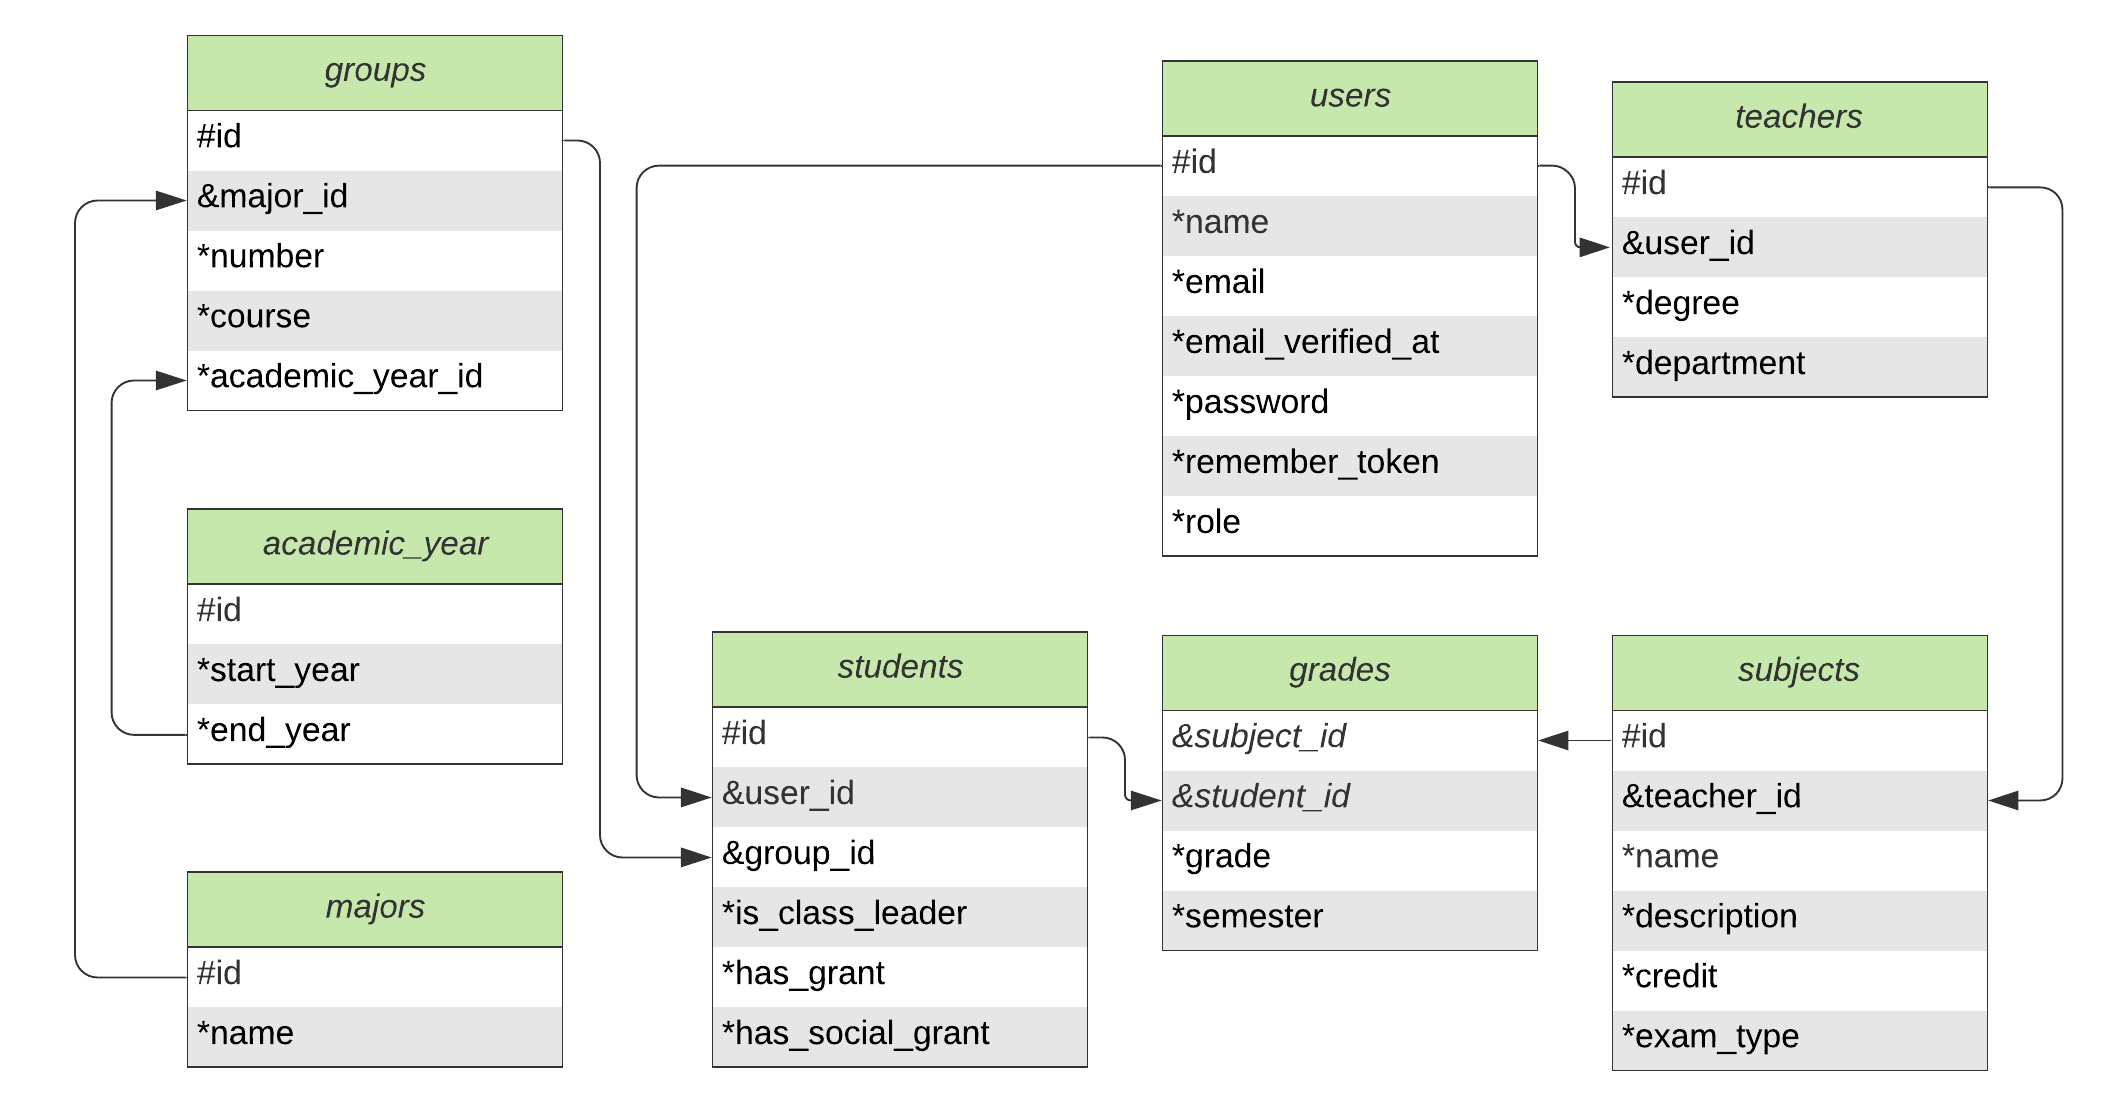 groups
#id
&major_id
*number
*course
*academic_year_id
academic_year
#id
*start_year
*end_year
majors
#id
*name
students
#id
&user_id
&group_id
*is_class_leader
*has_grant
*has_social_grant
users
#id
*name
*email
*email_verified_at
*password
*remember_token
*role
grades
&subject_id
&student_id
*grade
*semester
teachers
#id
&user_id
*degree
*department
subjects
#id
&teacher_id
*name
*description
*credit
*exam_type